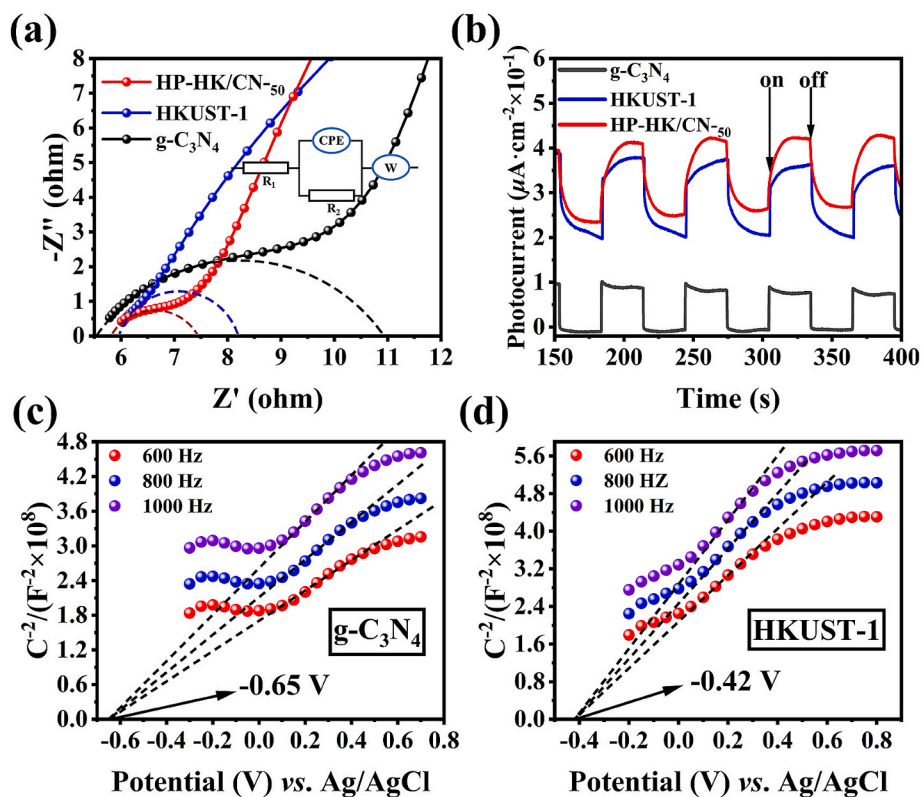 (a)
HP-HK/CN-₅₀
HKUST-1
g-C₃N₄
CPE
R₁
R₂
W
-Z'' (ohm)
8
7
6
5
4
3
2
1
0
6 7 8 9 10 11 12
Z' (ohm)
(b)
g-C₃N₄
HKUST-1
HP-HK/CN-₅₀
on off
Photocurrent (μA·cm⁻²×10⁻¹)
6
5
4
3
2
1
0
150 200 250 300 350 400
Time (s)
(c)
600 Hz
800 HZ
1000 Hz
g-C₃N₄
-0.65 V
C⁻²/(F⁻²×10⁸)
4.8
4.2
3.6
3.0
2.4
1.8
1.2
0.6
0.0
-0.6 -0.4 -0.2 0.0 0.2 0.4 0.6 0.8
Potential (V) vs. Ag/AgCl
(d)
600 Hz
800 HZ
1000 Hz
HKUST-1
-0.42 V
C⁻²/(F⁻²×10⁸)
5.6
4.8
4.0
3.2
2.4
1.6
0.8
0.0
-0.4 -0.2 0.0 0.2 0.4 0.6 0.8
Potential (V) vs. Ag/AgCl